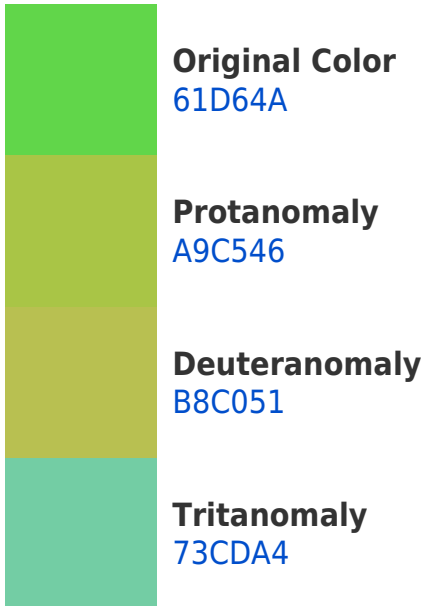 Original Color
61D64A
Protanomaly
A9C546
Deuteranomaly
B8C051
Tritanomaly
73CDA4